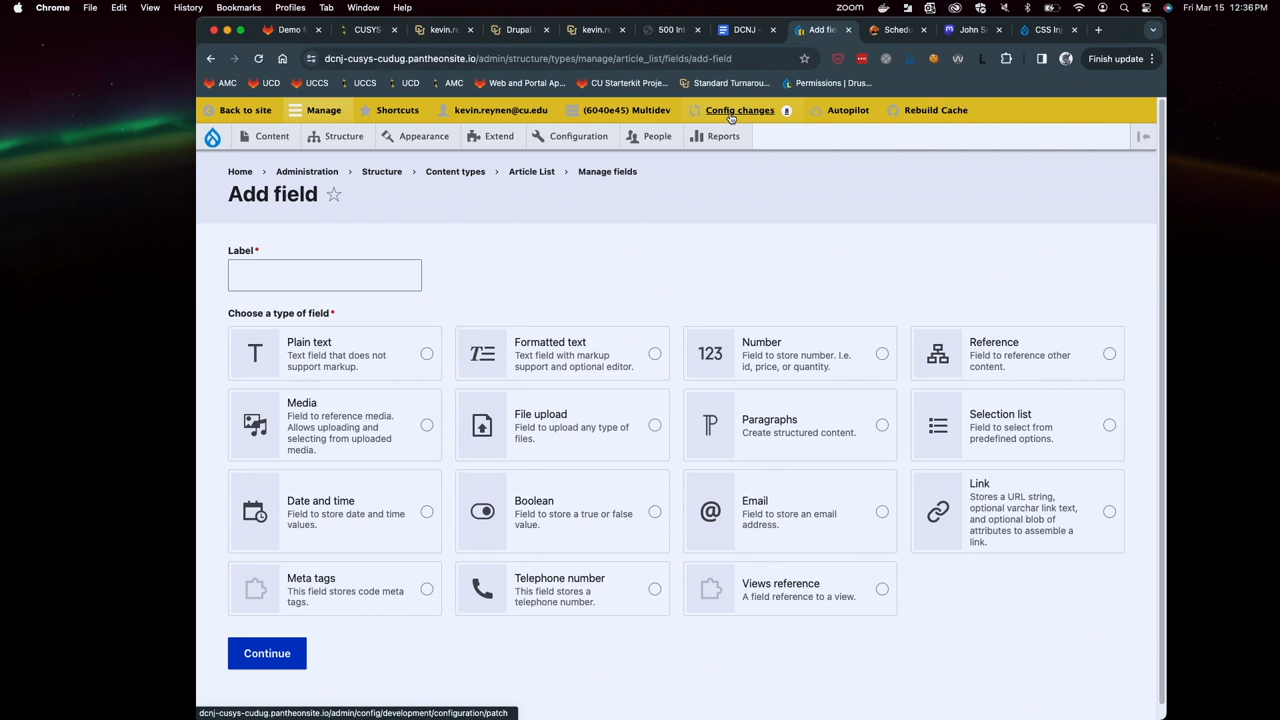 Chrome File Edit View History Bookmarks Profiles Tab Window Help
zoom Fri Mar 15 12:36 PM
Demo fi CUSYS kevin.re Drupal kevin.re 500 Int DCNJ - Add fie Schedu John S CSS Inj
dcnj-cusys-cudug.pantheonsite.io/admin/structure/types/manage/article_list/fields/add-field
Finish update
AMC UCD UCCS UCCS UCD AMC Web and Portal Ap... CU Starterkit Proje... Standard Turnarou... Permissions | Drus...
Back to site Manage Shortcuts kevin.reynen@cu.edu (6040e45) Multidev Config changes 8 Autopilot Rebuild Cache
Content Structure Appearance Extend Configuration People Reports
Home > Administration > Structure > Content types > Article List > Manage fields
Add field
Label*
Choose a type of field*
Plain text
Text field that does not
support markup.
Formatted text
Text field with markup
support and optional editor.
123
Number
Field to store number. I.e.
id, price, or quantity.
Reference
Field to reference other
content.
Media
Field to reference media.
Allows uploading and
selecting from uploaded
media.
File upload
Field to upload any type of
files.
Paragraphs
Create structured content.
Selection list
Field to select from
predefined options.
Date and time
Field to store date and time
values.
Boolean
Field to store a true or false
value.
@
Email
Field to store an email
address.
Link
Stores a URL string,
optional varchar link text,
and optional blob of
attributes to assemble a
link.
Meta tags
This field stores code meta
tags.
Telephone number
This field stores a
telephone number.
Views reference
A field reference to a view.
Continue
dcnj-cusys-cudug.pantheonsite.io/admin/config/development/configuration/patch